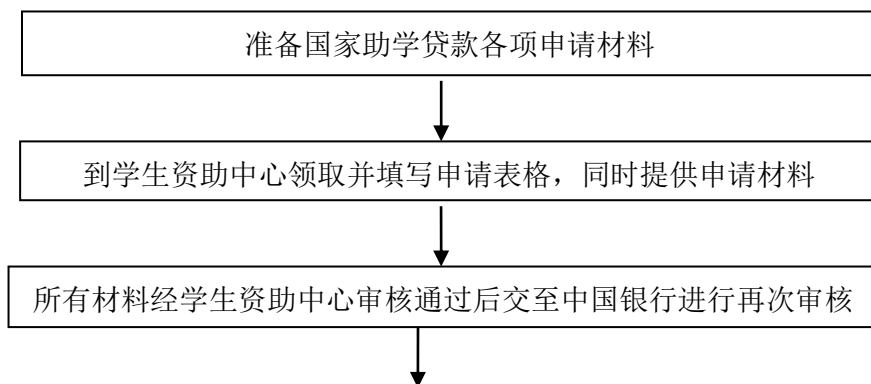 准备国家助学贷款各项申请材料
到学生资助中心领取并填写申请表格，同时提供申请材料
所有材料经学生资助中心审核通过后交至中国银行进行再次审核